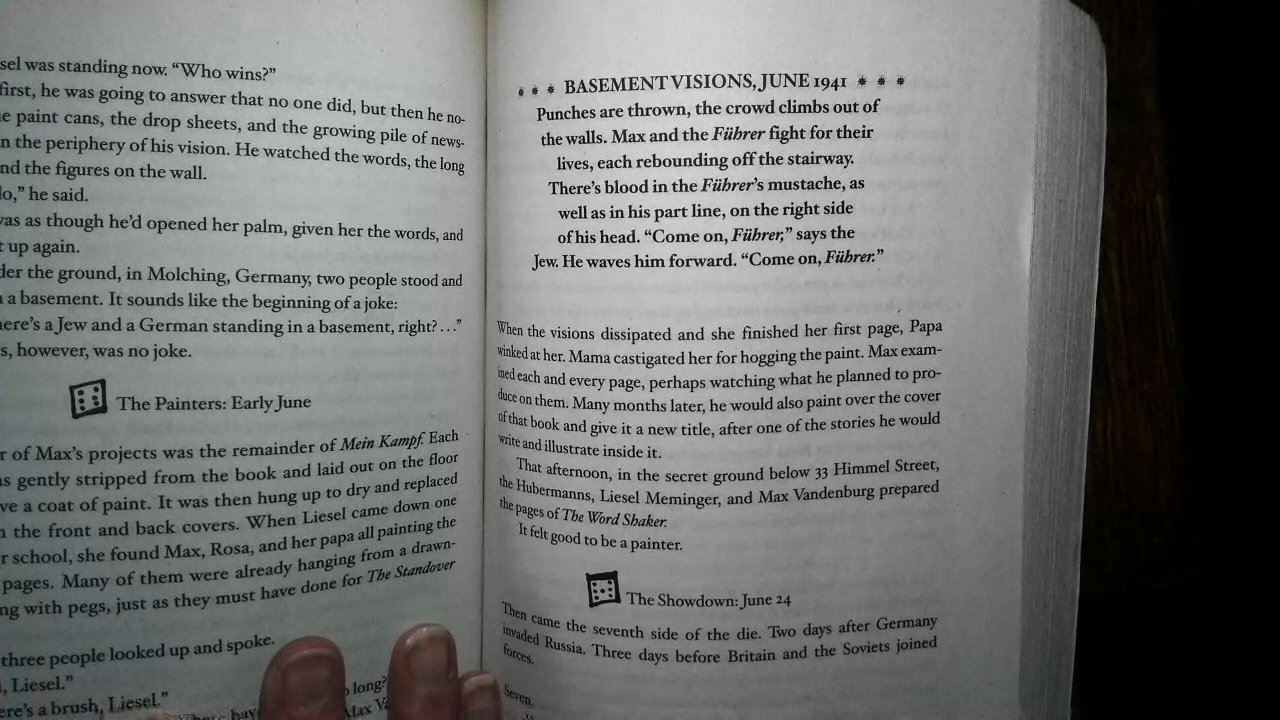 sel was standing now. “Who wins?”
first, he was going to answer that no one did, but then he no-
e paint cans, the drop sheets, and the growing pile of news-
n the periphery of his vision. He watched the words, the long
nd the figures on the wall.
lo,” he said.
was as though he’d opened her palm, given her the words, and
t up again.
der the ground, in Molching, Germany, two people stood and
a basement. It sounds like the beginning of a joke:
here’s a Jew and a German standing in a basement, right? . . .”
s, however, was no joke.
The Painters: Early June
r of Max’s projects was the remainder of Mein Kampf. Each
as gently stripped from the book and laid out on the floor
ve a coat of paint. It was then hung up to dry and replaced
n the front and back covers. When Liesel came down one
r school, she found Max, Rosa, and her papa all painting the
pages. Many of them were already hanging from a drawn-
ng with pegs, just as they must have done for The Standover
three people looked up and spoke.
, Liesel.”
ere’s a brush, Liesel.”
have long?”
Max
* * * BASEMENT VISIONS, JUNE 1941 * * *
Punches are thrown, the crowd climbs out of
the walls. Max and the Führer fight for their
lives, each rebounding off the stairway.
There’s blood in the Führer’s mustache, as
well as in his part line, on the right side
of his head. “Come on, Führer,” says the
Jew. He waves him forward. “Come on, Führer.”
When the visions dissipated and she finished her first page, Papa
winked at her. Mama castigated her for hogging the paint. Max exam-
ined each and every page, perhaps watching what he planned to pro-
duce on them. Many months later, he would also paint over the cover
of that book and give it a new title, after one of the stories he would
write and illustrate inside it.
That afternoon, in the secret ground below 33 Himmel Street,
the Hubermanns, Liesel Meminger, and Max Vandenburg prepared
the pages of The Word Shaker.
It felt good to be a painter.
The Showdown: June 24
Then came the seventh side of the die. Two days after Germany
invaded Russia. Three days before Britain and the Soviets joined
forces.
Seven.